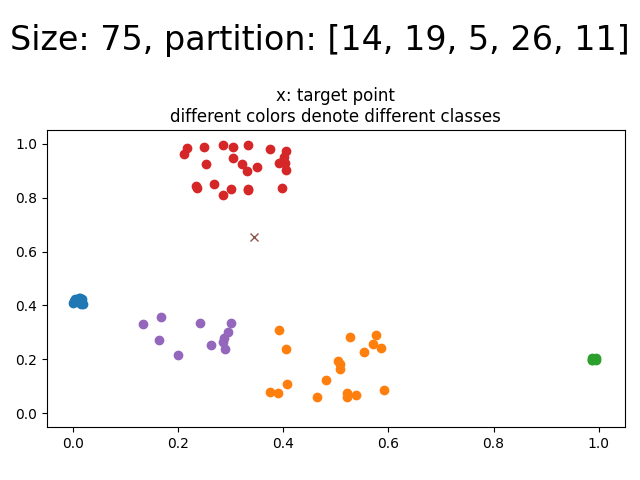 Size: 75, partition: [14, 19, 5, 26, 11]
x: target point
different colors denote different classes
1.0
0.8
0.6
0.4
0.2
0.0
0.0 0.2 0.4 0.6 0.8 1.0